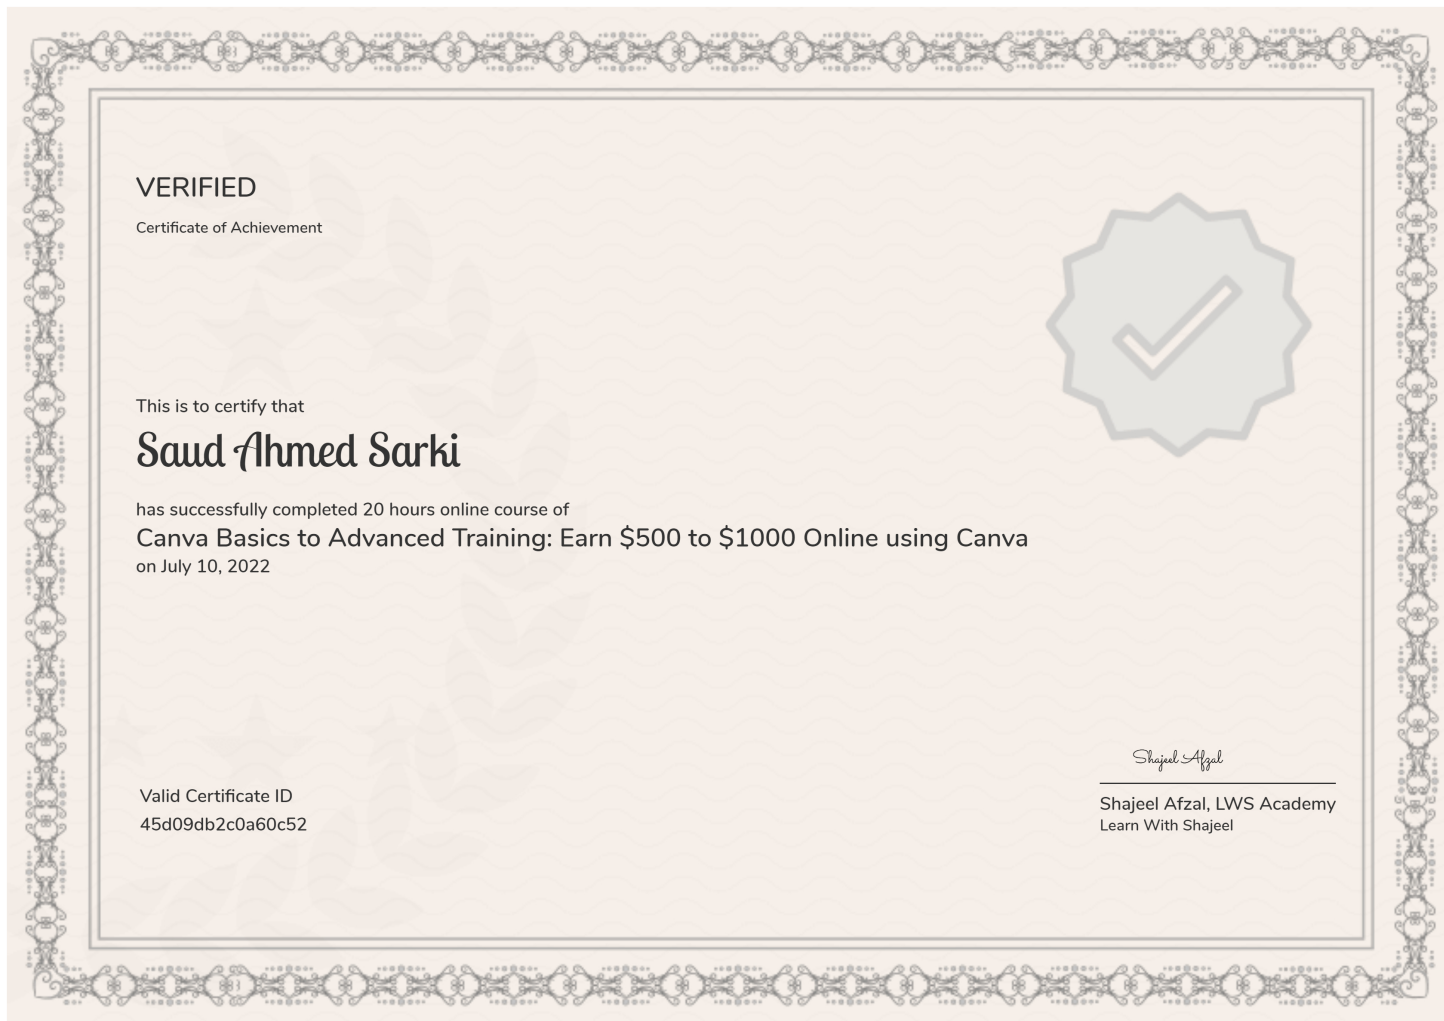 VERIFIED
Certificate of Achievement
This is to certify that
Saud Ahmed Sarki
has successfully completed 20 hours online course of
Canva Basics to Advanced Training: Earn $500 to $1000 Online using Canva
on July 10, 2022
Valid Certificate ID
45d09db2c0a60c52
Shajeel Afzal
Shajeel Afzal, LWS Academy
Learn With Shajeel